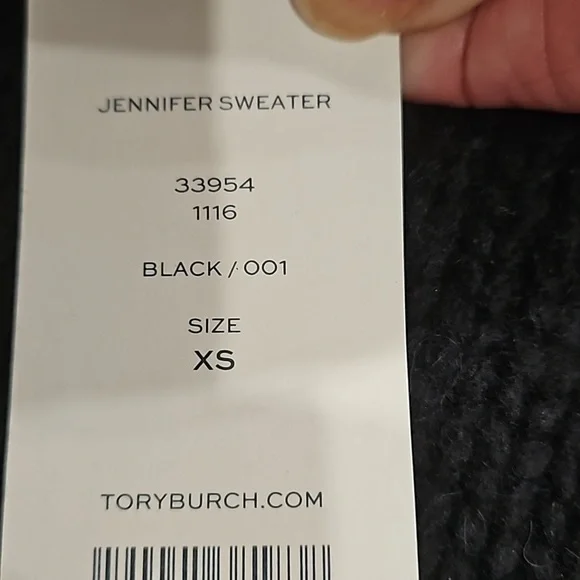 JENNIFER SWEATER
33954
1116
BLACK / 001
SIZE
XS
TORYBURCH.COM